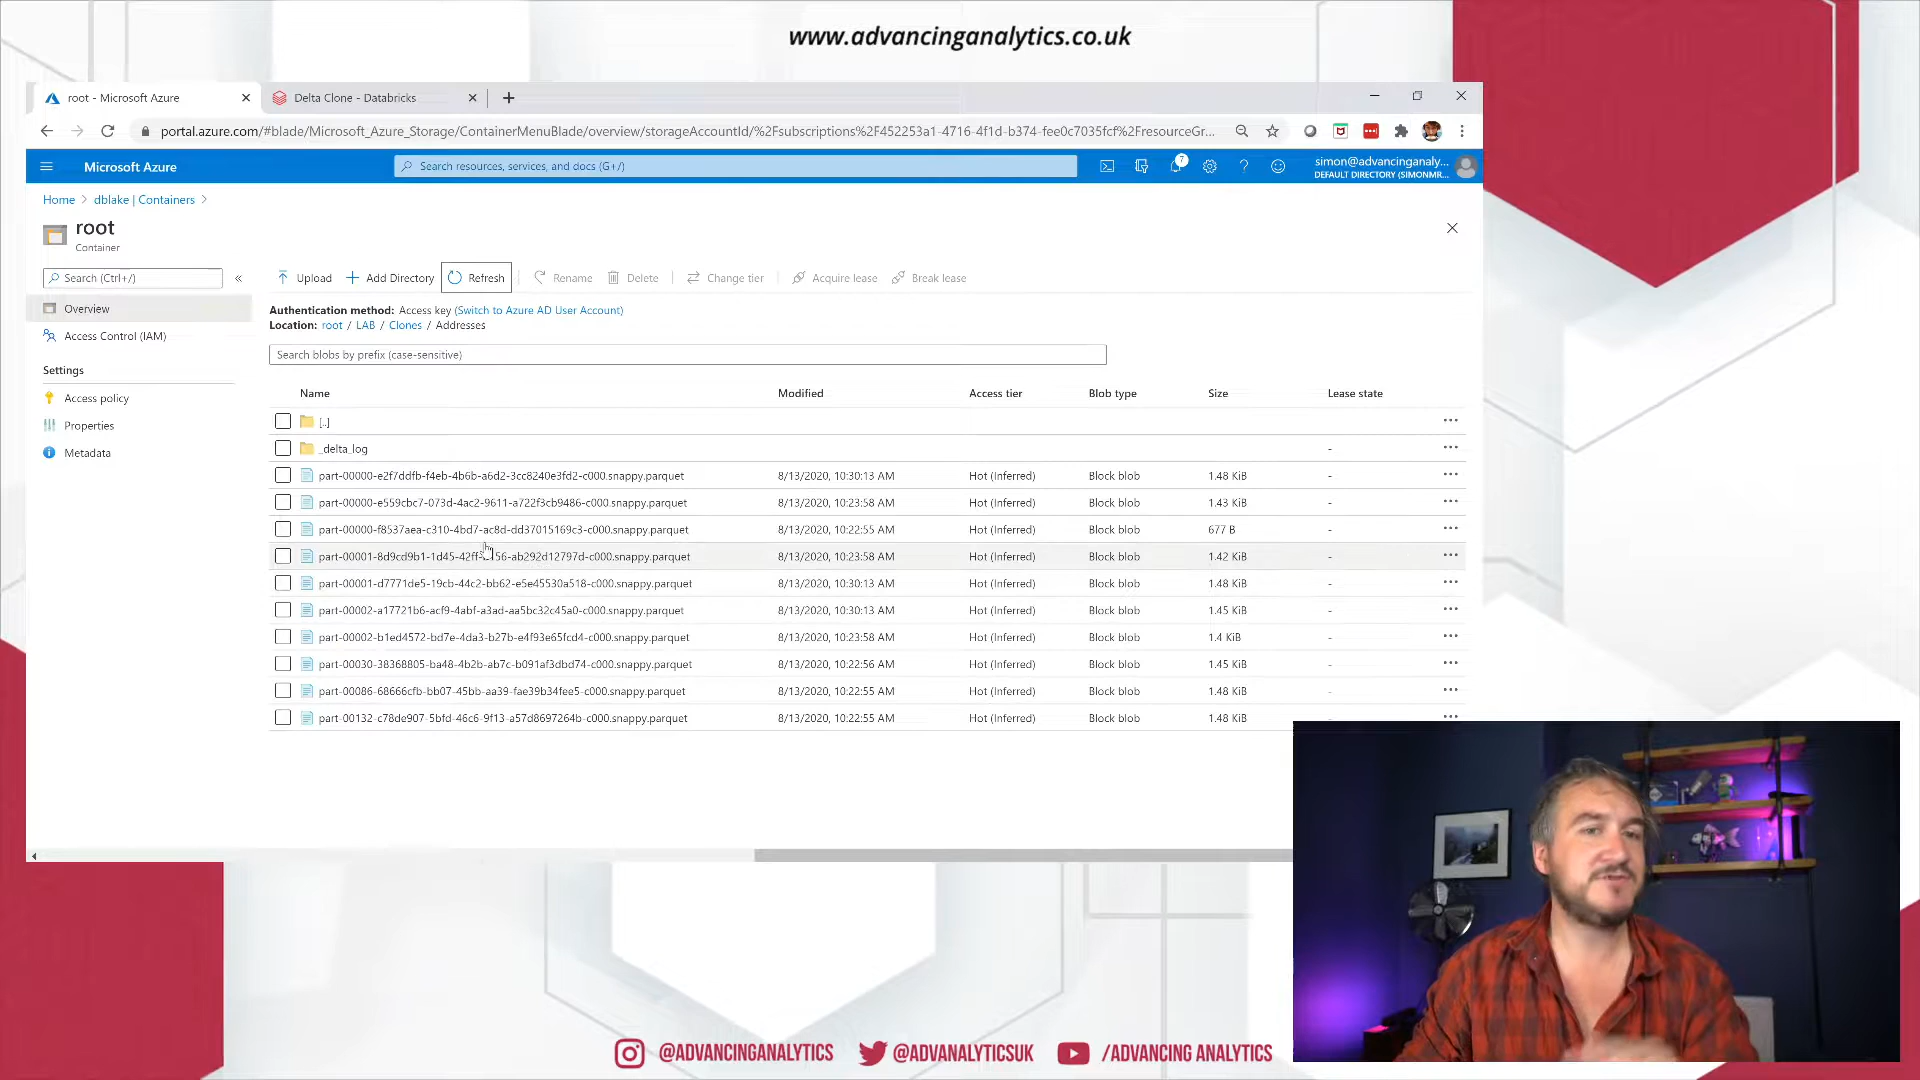 www.advancinganalytics.co.uk
root - Microsoft Azure
Delta Clone - Databricks
portal.azure.com/#blade/Microsoft_Azure_Storage/ContainerMenuBlade/overview/storageAccountId/%2Fsubscriptions%2F452253a1-4716-4f1d-b374-fee0c7035fcf%2FresourceGr...
Microsoft Azure
Search resources, services, and docs (G+/)
7
simon@advancinganaly...
DEFAULT DIRECTORY (SIMONMR...
Home > dblake | Containers >
root
Container
Search (Ctrl+/)
«
Upload
Add Directory
Refresh
Rename
Delete
Change tier
Acquire lease
Break lease
Overview
Access Control (IAM)
Settings
Access policy
Properties
Metadata
Authentication method: Access key (Switch to Azure AD User Account)
Location: root / LAB / Clones / Addresses
Search blobs by prefix (case-sensitive)
Name Modified Access tier Blob type Size Lease state
[..]
_delta_log -
part-00000-e2f7ddfb-f4eb-4b6b-a6d2-3cc8240e3fd2-c000.snappy.parquet 8/13/2020, 10:30:13 AM Hot (Inferred) Block blob 1.48 KiB -
part-00000-e559cbc7-073d-4ac2-9611-a722f3cb9486-c000.snappy.parquet 8/13/2020, 10:23:58 AM Hot (Inferred) Block blob 1.43 KiB -
part-00000-f8537aea-c310-4bd7-ac8d-dd37015169c3-c000.snappy.parquet 8/13/2020, 10:22:55 AM Hot (Inferred) Block blob 677 B -
8/13/2020, 10:23:58 AM Hot (Inferred) Block blob 1.42 KiB -
part-00001-d7771de5-19cb-44c2-bb62-e5e45530a518-c000.snappy.parquet 8/13/2020, 10:30:13 AM Hot (Inferred) Block blob 1.48 KiB -
part-00002-a17721b6-acf9-4abf-a3ad-aa5bc32c45a0-c000.snappy.parquet 8/13/2020, 10:30:13 AM Hot (Inferred) Block blob 1.45 KiB -
part-00002-b1ed4572-bd7e-4da3-b27b-e4f93e65fcd4-c000.snappy.parquet 8/13/2020, 10:23:58 AM Hot (Inferred) Block blob 1.4 KiB -
part-00030-38368805-ba48-4b2b-ab7c-b091af3dbd74-c000.snappy.parquet 8/13/2020, 10:22:56 AM Hot (Inferred) Block blob 1.45 KiB -
part-00086-68666cfb-bb07-45bb-aa39-fae39b34fee5-c000.snappy.parquet 8/13/2020, 10:22:55 AM Hot (Inferred) Block blob 1.48 KiB -
part-00132-c78de907-5bfd-46c6-9f13-a57d8697264b-c000.snappy.parquet 8/13/2020, 10:22:55 AM Hot (Inferred) Block blob 1.48 KiB -
@ADVANCINGANALYTICS
@ADVANALYTICSUK
/ADVANCING ANALYTICS